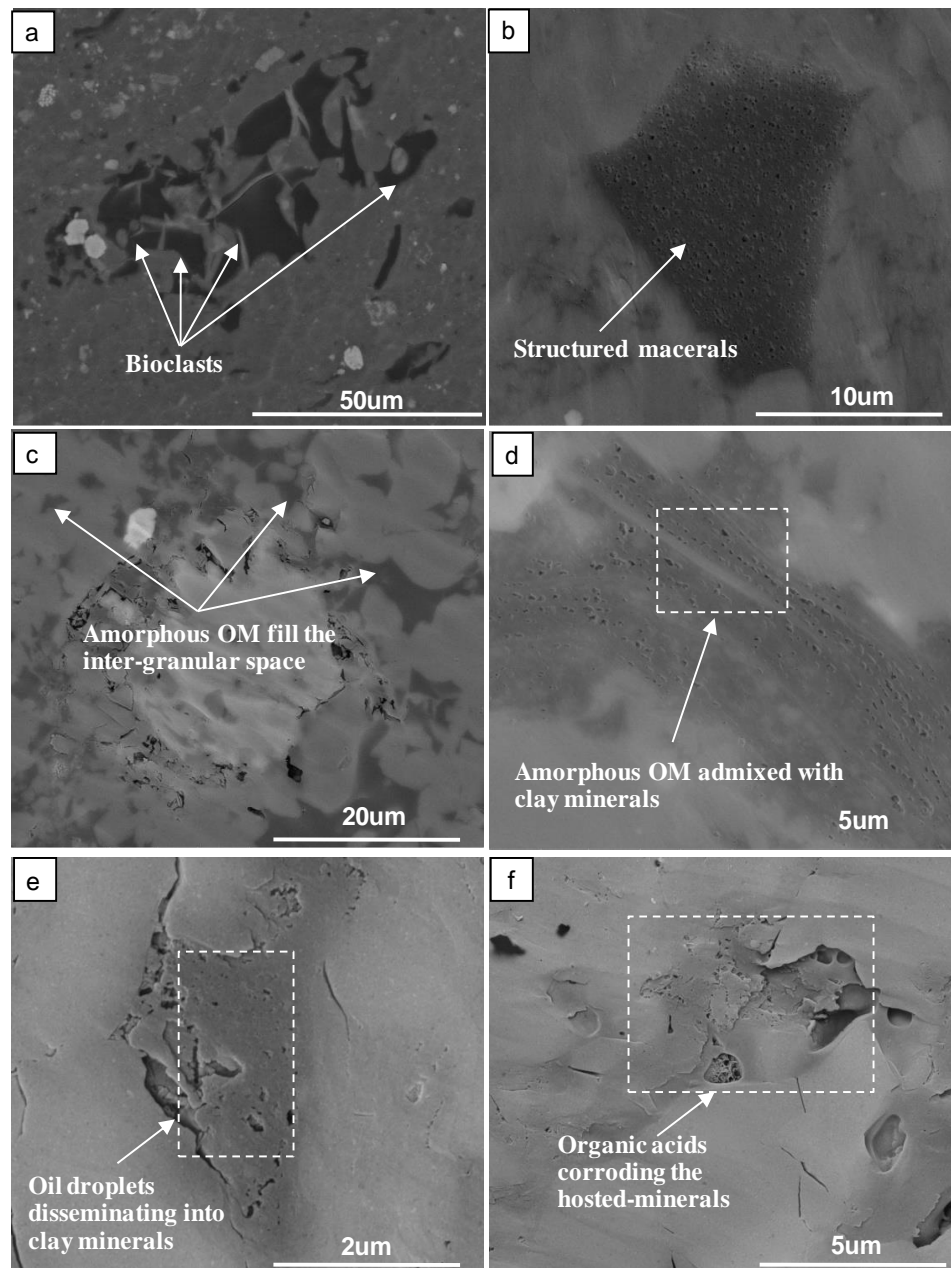 a
Bioclasts
50um
b
Structured macerals
10um
c
Amorphous OM fill the
inter-granular space
20um
d
Amorphous OM admixed with
clay minerals
5um
e
Oil droplets
disseminating into
clay minerals
2um
f
Organic acids
corroding the
hosted-minerals
5um